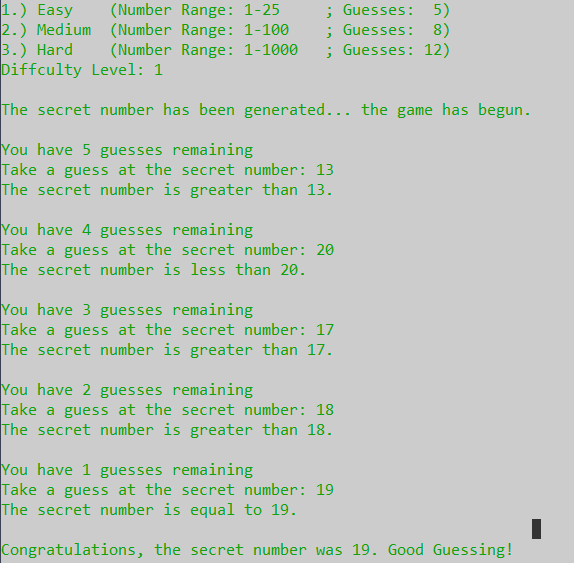 1.) Easy    (Number Range: 1-25     ; Guesses:  5)
2.) Medium  (Number Range: 1-100    ; Guesses:  8)
3.) Hard    (Number Range: 1-1000   ; Guesses: 12)
Diffculty Level: 1

The secret number has been generated... the game has begun.

You have 5 guesses remaining
Take a guess at the secret number: 13
The secret number is greater than 13.

You have 4 guesses remaining
Take a guess at the secret number: 20
The secret number is less than 20.

You have 3 guesses remaining
Take a guess at the secret number: 17
The secret number is greater than 17.

You have 2 guesses remaining
Take a guess at the secret number: 18
The secret number is greater than 18.

You have 1 guesses remaining
Take a guess at the secret number: 19
The secret number is equal to 19.

Congratulations, the secret number was 19. Good Guessing!